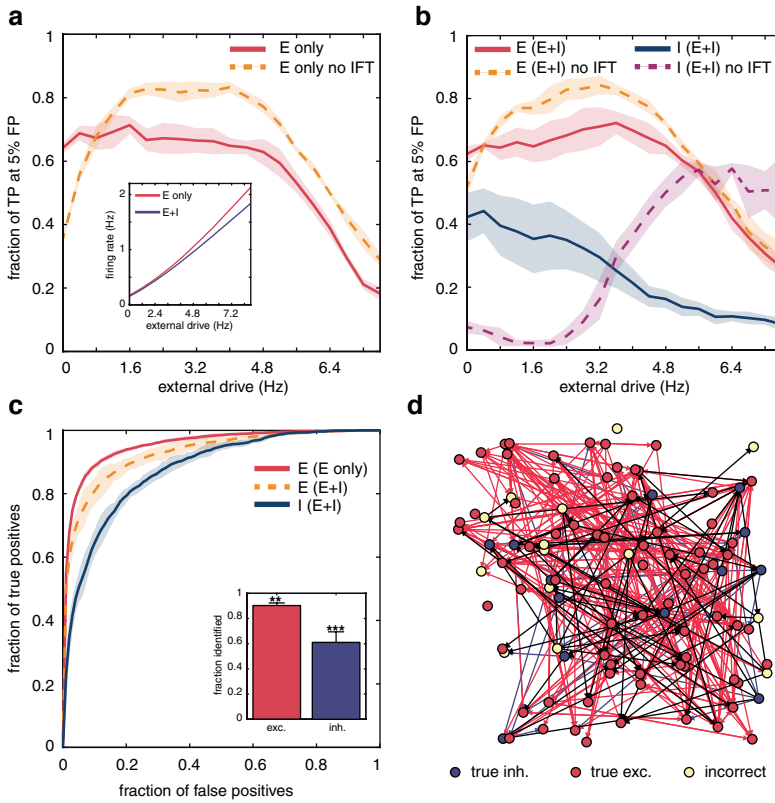 a
E only
E only no IFT
fraction of TP at 5% FP
1
0.8
0.6
0.4
0.2
0
0 1.6 3.2 4.8 6.4
external drive (Hz)
E only
E+I
firing rate (Hz)
2
1
0
0 2.4 4.8 7.2
external drive (Hz)
b
E (E+I)
I (E+I)
E (E+I) no IFT
I (E+I) no IFT
fraction of TP at 5% FP
1
0.8
0.6
0.4
0.2
0
0 1.6 3.2 4.8 6.4
external drive (Hz)
c
E (E only)
E (E+I)
I (E+I)
fraction of true positives
1
0.8
0.6
0.4
0.2
0
0 0.2 0.4 0.6 0.8 1
fraction of false positives
fraction identified
1
0.8
0.6
0.4
0.2
0
**
***
exc. inh.
d
true inh. true exc. incorrect